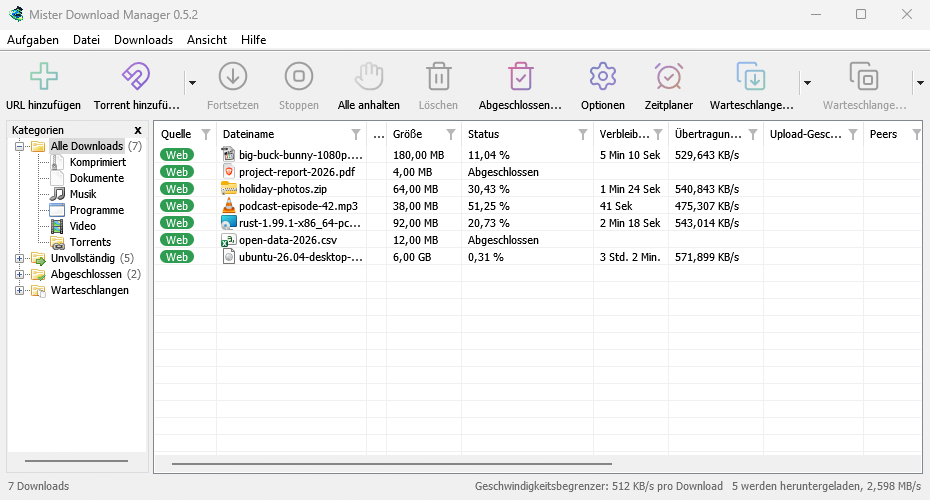 Mister Download Manager 0.5.2
Aufgaben Datei Downloads Ansicht Hilfe
URL hinzufügen Torrent hinzufü... Fortsetzen Stoppen Alle anhalten Löschen Abgeschlossen... Optionen Zeitplaner Warteschlange... Warteschlange...
Kategorien x
Alle Downloads (7)
Komprimiert
Dokumente
Musik
Programme
Video
Torrents
Unvollständig (5)
Abgeschlossen (2)
Warteschlangen
Quelle Dateiname ... Größe Status Verbleib... Übertragun... Upload-Gesc... Peers
Web big-buck-bunny-1080p.... 180,00 MB 11,04 % 5 Min 10 Sek 529,643 KB/s
Web project-report-2026.pdf 4,00 MB Abgeschlossen
Web holiday-photos.zip 64,00 MB 30,43 % 1 Min 24 Sek 540,843 KB/s
Web podcast-episode-42.mp3 38,00 MB 51,25 % 41 Sek 475,307 KB/s
Web rust-1.99.1-x86_64-pc... 92,00 MB 20,73 % 2 Min 18 Sek 543,014 KB/s
Web open-data-2026.csv 12,00 MB Abgeschlossen
Web ubuntu-26.04-desktop-... 6,00 GB 0,31 % 3 Std. 2 Min. 571,899 KB/s
7 Downloads Geschwindigkeitsbegrenzer: 512 KB/s pro Download 5 werden heruntergeladen, 2,598 MB/s